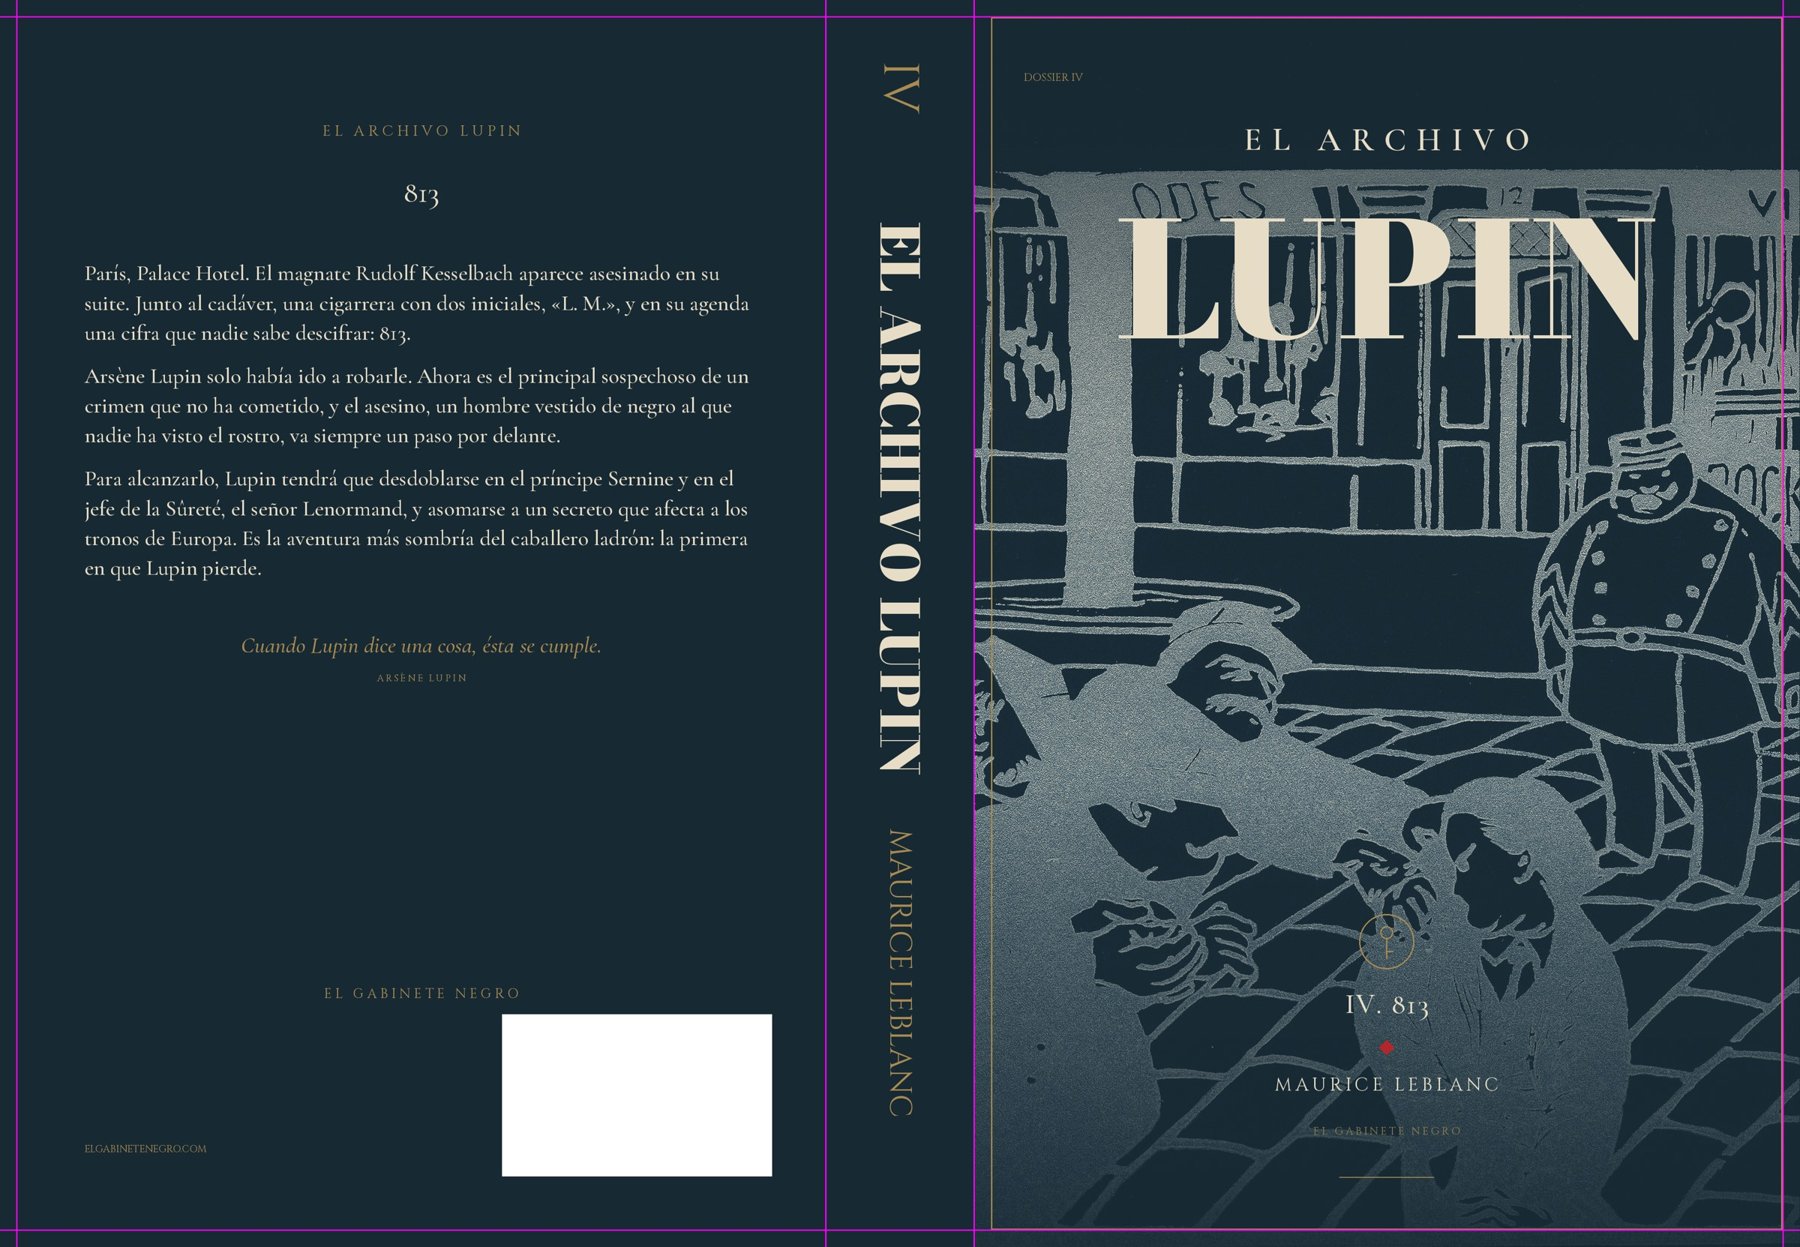 EL ARCHIVO LUPIN
813
París, Palace Hotel. El magnate Rudolf Kesselbach aparece asesinado en su
suite. Junto al cadáver, una cigarrera con dos iniciales, «L. M.», y en su agenda
una cifra que nadie sabe descifrar: 813.
Arsène Lupin solo había ido a robarle. Ahora es el principal sospechoso de un
crimen que no ha cometido, y el asesino, un hombre vestido de negro al que
nadie ha visto el rostro, va siempre un paso por delante.
Para alcanzarlo, Lupin tendrá que desdoblarse en el príncipe Sernine y en el
jefe de la Sûreté, el señor Lenormand, y asomarse a un secreto que afecta a los
tronos de Europa. Es la aventura más sombría del caballero ladrón: la primera
en que Lupin pierde.
Cuando Lupin dice una cosa, ésta se cumple.
ARSÈNE LUPIN
EL GABINETE NEGRO
ELGABINETENEGRO.COM
IV
EL ARCHIVO LUPIN
MAURICE LEBLANC
DOSSIER IV
EL ARCHIVO
ODES
12
LUPIN
IV. 813
MAURICE LEBLANC
EL GABINETE NEGRO